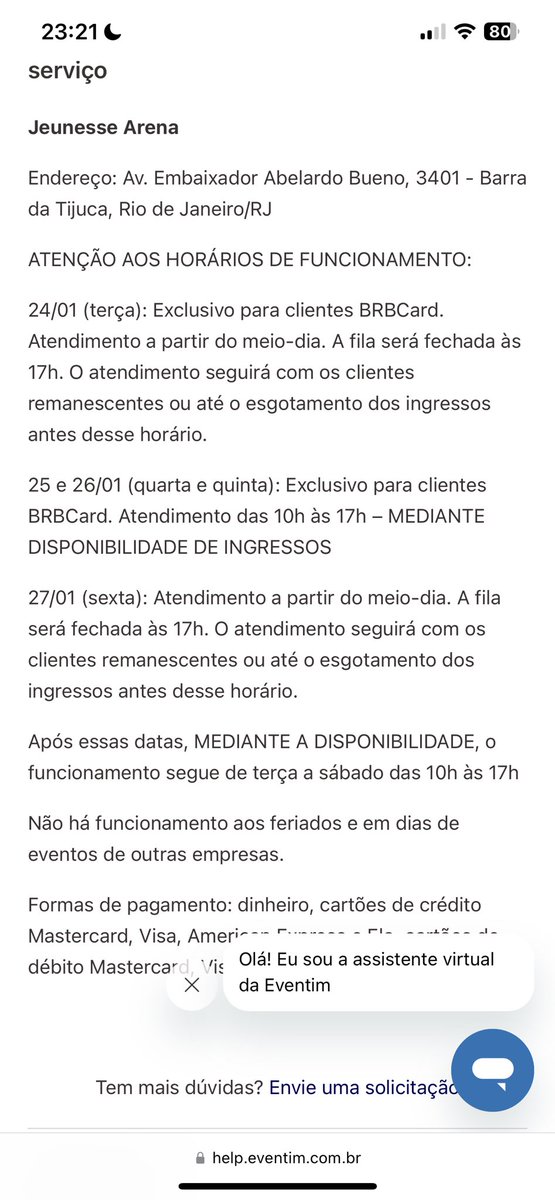 23:21
80
serviço
Jeunesse Arena
Endereço: Av. Embaixador Abelardo Bueno, 3401 - Barra
da Tijuca, Rio de Janeiro/RJ
ATENÇÃO AOS HORÁRIOS DE FUNCIONAMENTO:
24/01 (terça): Exclusivo para clientes BRBCard.
Atendimento a partir do meio-dia. A fila será fechada às
17h. O atendimento seguirá com os clientes
remanescentes ou até o esgotamento dos ingressos
antes desse horário.
25 e 26/01 (quarta e quinta): Exclusivo para clientes
BRBCard. Atendimento das 10h às 17h – MEDIANTE
DISPONIBILIDADE DE INGRESSOS
27/01 (sexta): Atendimento a partir do meio-dia. A fila
será fechada às 17h. O atendimento seguirá com os
clientes remanescentes ou até o esgotamento dos
ingressos antes desse horário.
Após essas datas, MEDIANTE A DISPONIBILIDADE, o
funcionamento segue de terça a sábado das 10h às 17h
Não há funcionamento aos feriados e em dias de
eventos de outras empresas.
Formas de pagamento: dinheiro, cartões de crédito
Mastercard, Visa, American Express e Elo, cartões de
débito Mastercard,
Olá! Eu sou a assistente virtual
da Eventim
Tem mais dúvidas? Envie uma solicitação
help.eventim.com.br